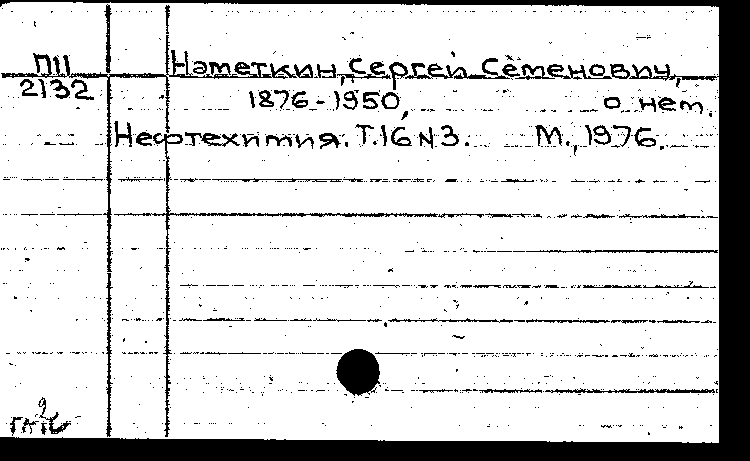 П11 Наметкин, Сергей Семенович,
2132 1876-1950, о нем.
Нефтехимия. Т.16 N3. М., 1976.